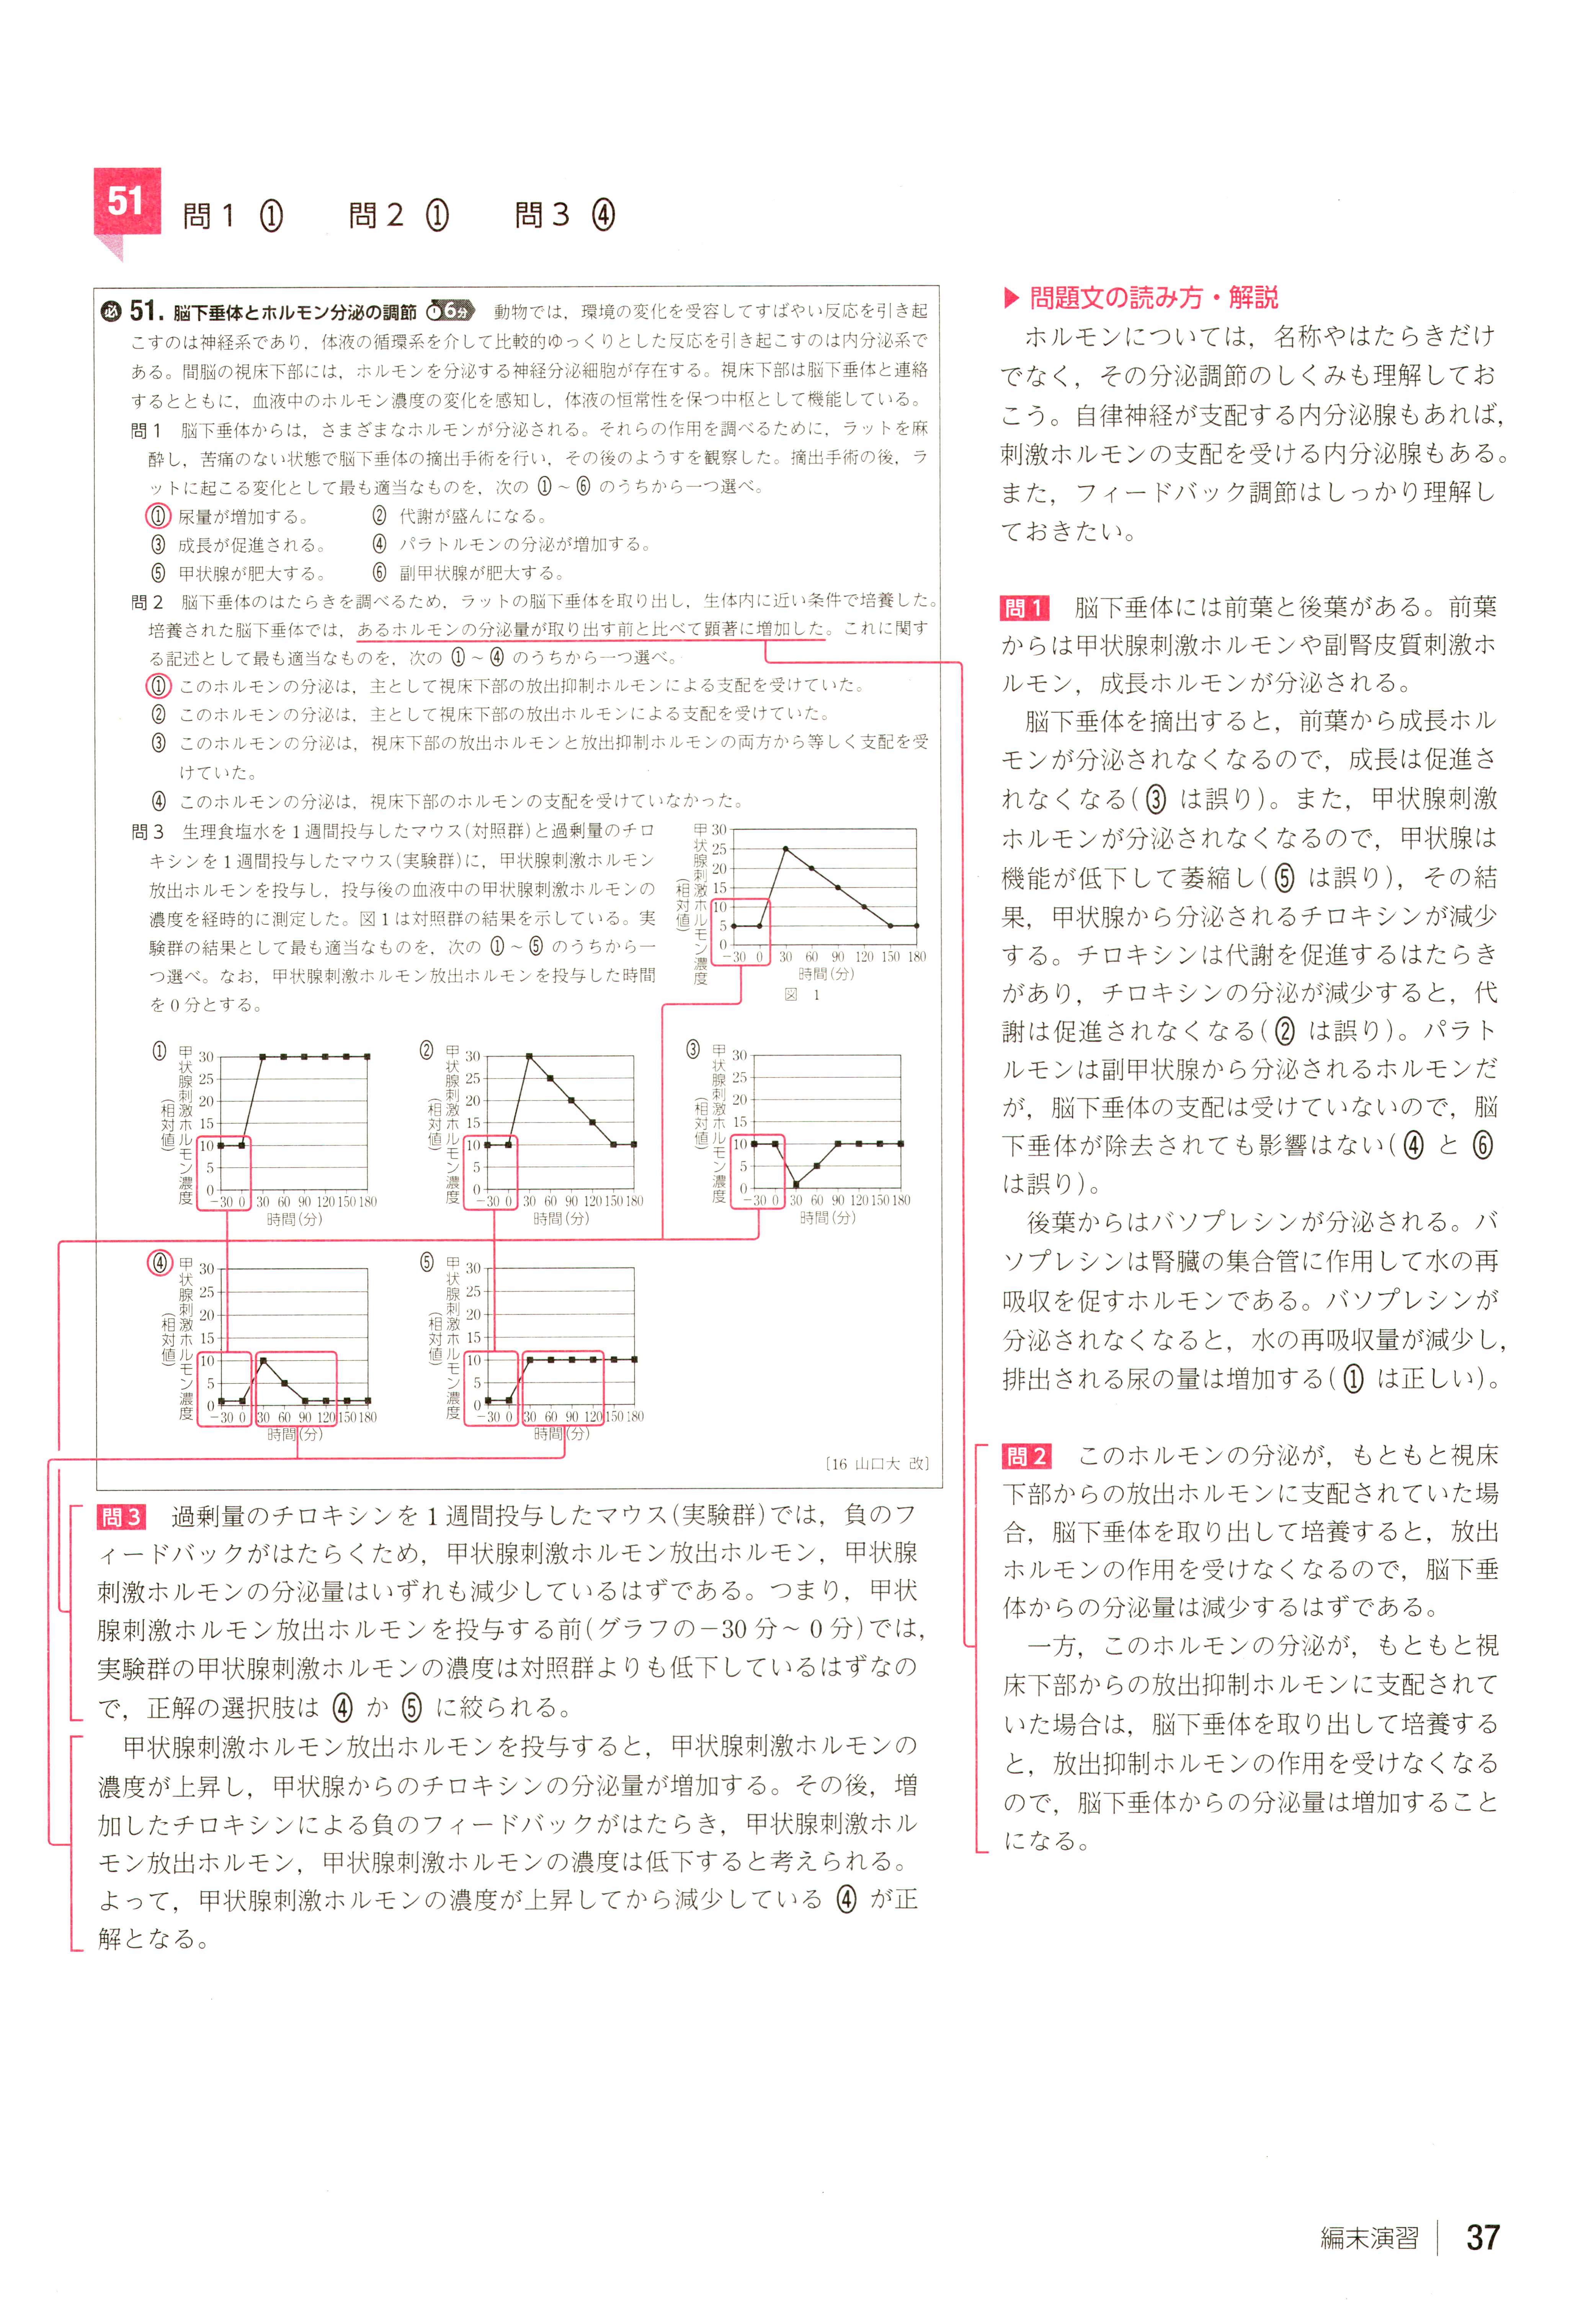 51
問1 ① 問2 ① 問3 ④
必 51. 脳下垂体とホルモン分泌の調節 6分 動物では，環境の変化を受容してすばやい反応を引き起
こすのは神経系であり，体液の循環系を介して比較的ゆっくりとした反応を引き起こすのは内分泌系で
ある。間脳の視床下部には，ホルモンを分泌する神経分泌細胞が存在する。視床下部は脳下垂体と連絡
するとともに，血液中のホルモン濃度の変化を感知し，体液の恒常性を保つ中枢として機能している。
問1 脳下垂体からは，さまざまなホルモンが分泌される。それらの作用を調べるために，ラットを麻
酔し，苦痛のない状態で脳下垂体の摘出手術を行い，その後のようすを観察した。摘出手術の後，ラ
ットに起こる変化として最も適当なものを，次の①～⑥のうちから一つ選べ。
① 尿量が増加する。 ② 代謝が盛んになる。
③ 成長が促進される。 ④ パラトルモンの分泌が増加する。
⑤ 甲状腺が肥大する。 ⑥ 副甲状腺が肥大する。
問2 脳下垂体のはたらきを調べるため，ラットの脳下垂体を取り出し，生体内に近い条件で培養した。
培養された脳下垂体では，あるホルモンの分泌量が取り出す前と比べて顕著に増加した。これに関す
る記述として最も適当なものを，次の①～④のうちから一つ選べ。
① このホルモンの分泌は，主として視床下部の放出抑制ホルモンによる支配を受けていた。
② このホルモンの分泌は，主として視床下部の放出ホルモンによる支配を受けていた。
③ このホルモンの分泌は，視床下部の放出ホルモンと放出抑制ホルモンの両方から等しく支配を受
けていた。
④ このホルモンの分泌は，視床下部のホルモンの支配を受けていなかった。
問3 生理食塩水を1週間投与したマウス(対照群)と過剰量のチロ
キシンを1週間投与したマウス(実験群)に，甲状腺刺激ホルモン
放出ホルモンを投与し，投与後の血液中の甲状腺刺激ホルモンの
濃度を経時的に測定した。図1は対照群の結果を示している。実
験群の結果として最も適当なものを，次の①～⑤のうちから一
つ選べ。なお，甲状腺刺激ホルモン放出ホルモンを投与した時間
を0分とする。
甲状腺刺激ホルモン濃度
(相対値)
30
25
20
15
10
5
0
-30 0 30 60 90 120 150 180
時間(分)
図 1
①
甲状腺刺激ホルモン濃度
(相対値)
30
25
20
15
10
5
0
-30 0 30 60 90 120 150 180
時間(分)
②
甲状腺刺激ホルモン濃度
(相対値)
30
25
20
15
10
5
0
-30 0 30 60 90 120 150 180
時間(分)
③
甲状腺刺激ホルモン濃度
(相対値)
30
25
20
15
10
5
0
-30 0 30 60 90 120 150 180
時間(分)
④
甲状腺刺激ホルモン濃度
(相対値)
30
25
20
15
10
5
0
-30 0 30 60 90 120 150 180
時間(分)
⑤
甲状腺刺激ホルモン濃度
(相対値)
30
25
20
15
10
5
0
-30 0 30 60 90 120 150 180
時間(分)
[16 山口大 改]
問3 過剰量のチロキシンを1週間投与したマウス(実験群)では，負のフ
ィードバックがはたらくため，甲状腺刺激ホルモン放出ホルモン，甲状腺
刺激ホルモンの分泌量はいずれも減少しているはずである。つまり，甲状
腺刺激ホルモン放出ホルモンを投与する前(グラフの－30分～0分)では，
実験群の甲状腺刺激ホルモンの濃度は対照群よりも低下しているはずなの
で，正解の選択肢は④か⑤に絞られる。
甲状腺刺激ホルモン放出ホルモンを投与すると，甲状腺刺激ホルモンの
濃度が上昇し，甲状腺からのチロキシンの分泌量が増加する。その後，増
加したチロキシンによる負のフィードバックがはたらき，甲状腺刺激ホル
モン放出ホルモン，甲状腺刺激ホルモンの濃度は低下すると考えられる。
よって，甲状腺刺激ホルモンの濃度が上昇してから減少している④が正
解となる。
▶ 問題文の読み方・解説
ホルモンについては，名称やはたらきだけ
でなく，その分泌調節のしくみも理解してお
こう。自律神経が支配する内分泌腺もあれば，
刺激ホルモンの支配を受ける内分泌腺もある。
また，フィードバック調節はしっかり理解し
ておきたい。
問1 脳下垂体には前葉と後葉がある。前葉
からは甲状腺刺激ホルモンや副腎皮質刺激ホ
ルモン，成長ホルモンが分泌される。
脳下垂体を摘出すると，前葉から成長ホル
モンが分泌されなくなるので，成長は促進さ
れなくなる(③は誤り)。また，甲状腺刺激
ホルモンが分泌されなくなるので，甲状腺は
機能が低下して萎縮し(⑤は誤り)，その結
果，甲状腺から分泌されるチロキシンが減少
する。チロキシンは代謝を促進するはたらき
があり，チロキシンの分泌が減少すると，代
謝は促進されなくなる(②は誤り)。パラト
ルモンは副甲状腺から分泌されるホルモンだ
が，脳下垂体の支配は受けていないので，脳
下垂体が除去されても影響はない(④と⑥
は誤り)。
後葉からはバソプレシンが分泌される。バ
ソプレシンは腎臓の集合管に作用して水の再
吸収を促すホルモンである。バソプレシンが
分泌されなくなると，水の再吸収量が減少し，
排出される尿の量は増加する(①は正しい)。
問2 このホルモンの分泌が，もともと視床
下部からの放出ホルモンに支配されていた場
合，脳下垂体を取り出して培養すると，放出
ホルモンの作用を受けなくなるので，脳下垂
体からの分泌量は減少するはずである。
一方，このホルモンの分泌が，もともと視
床下部からの放出抑制ホルモンに支配されて
いた場合は，脳下垂体を取り出して培養する
と，放出抑制ホルモンの作用を受けなくなる
ので，脳下垂体からの分泌量は増加すること
になる。
編末演習 37